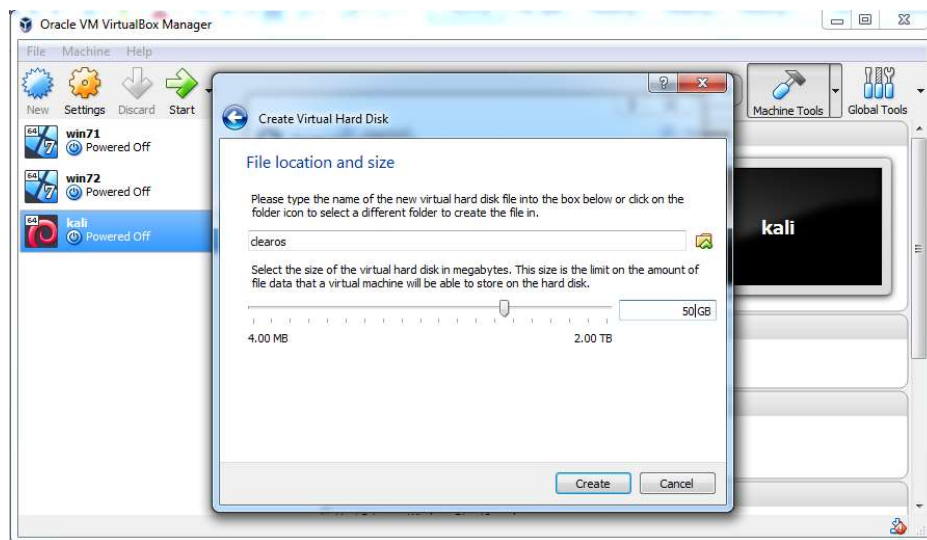 Oracle VM VirtualBox Manager
File Machine Help
New Settings Discard Start
Machine Tools Global Tools
64 win71
Powered Off
64 win72
Powered Off
64 kali
Powered Off
Create Virtual Hard Disk
File location and size
Please type the name of the new virtual hard disk file into the box below or click on the
folder icon to select a different folder to create the file in.
clearos
Select the size of the virtual hard disk in megabytes. This size is the limit on the amount of
file data that a virtual machine will be able to store on the hard disk.
50 GB
4.00 MB 2.00 TB
Create Cancel
kali